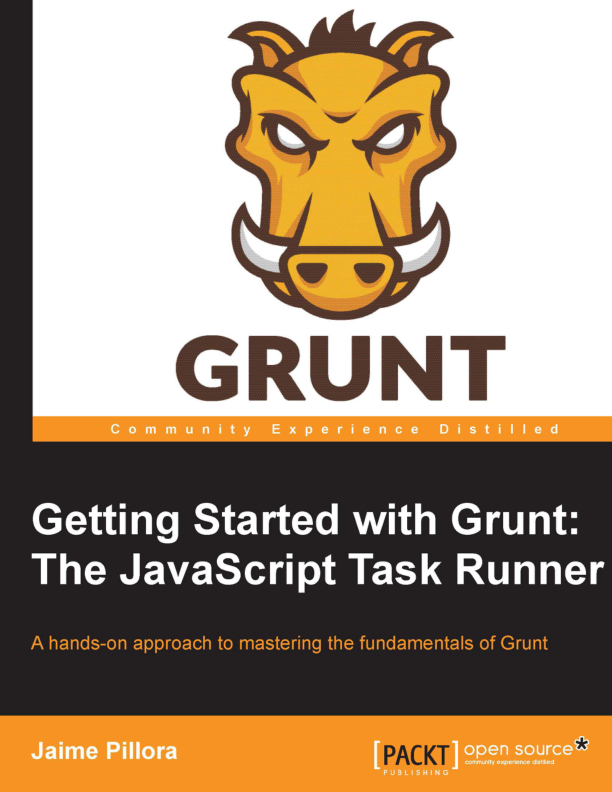 GRUNT
Community Experience Distilled
Getting Started with Grunt:
The JavaScript Task Runner
A hands-on approach to mastering the fundamentals of Grunt
Jaime Pillora
[PACKT]
PUBLISHING
open source*
community experience distilled